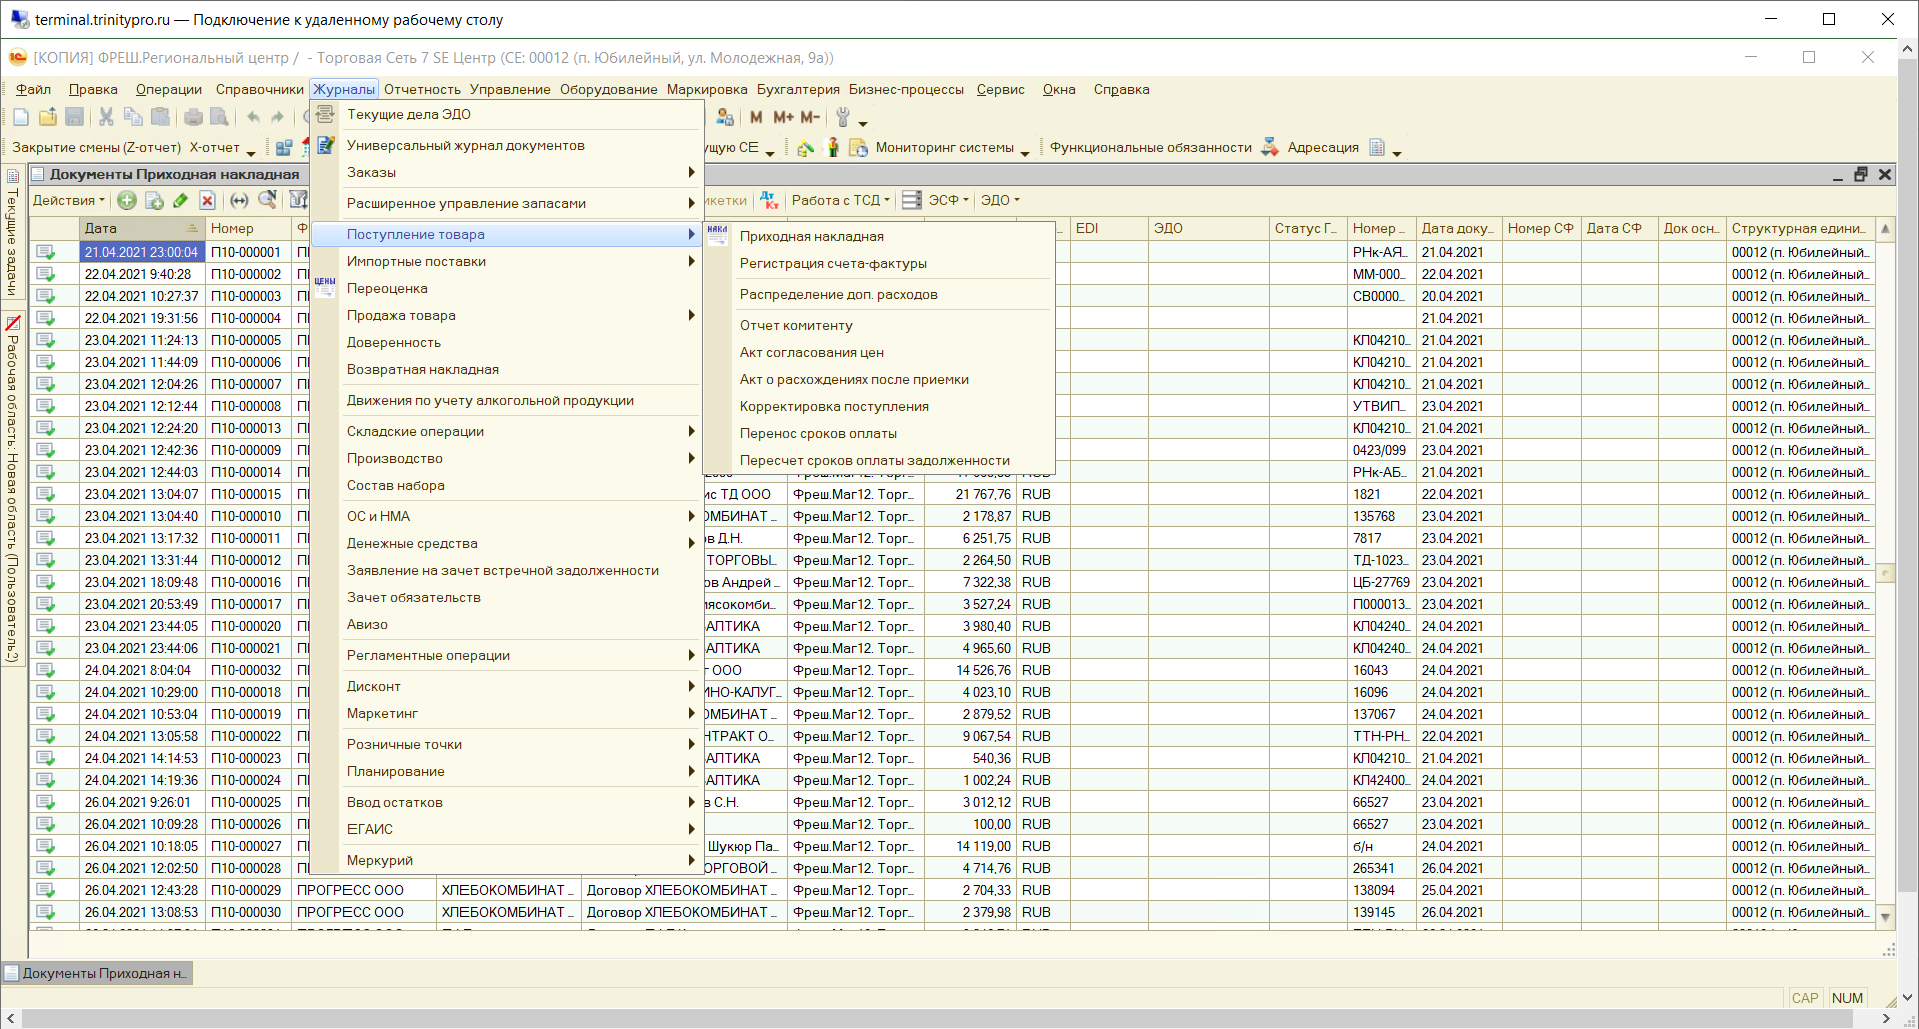 terminal.trinitypro.ru — Подключение к удаленному рабочему столу
[КОПИЯ] ФРЕШ.Региональный центр / - Торговая Сеть 7 SE Центр (СЕ: 00012 (п. Юбилейный, ул. Молодежная, 9а))
Файл Правка Операции Справочники Журналы Отчетность Управление Оборудование Маркировка Бухгалтерия Бизнес-процессы Сервис Окна Справка
M M+ M-
Закрытие смены (Z-отчет) X-отчет ущую СЕ Мониторинг системы Функциональные обязанности Адресация
Документы Приходная накладная
Действия икетки Работа с ТСД ЭСФ ЭДО
Текущие задачи
Рабочая область: Новая область (Пользователь2)
Текущие дела ЭДО
Универсальный журнал документов
Заказы
Расширенное управление запасами
Поступление товара
Импортные поставки
Переоценка
Продажа товара
Доверенность
Возвратная накладная
Движения по учету алкогольной продукции
Складские операции
Производство
Состав набора
ОС и НМА
Денежные средства
Заявление на зачет встречной задолженности
Зачет обязательств
Авизо
Регламентные операции
Дисконт
Маркетинг
Розничные точки
Планирование
Ввод остатков
ЕГАИС
Меркурий
НАКЛ
ЦЕНЫ
Приходная накладная
Регистрация счета-фактуры
Распределение доп. расходов
Отчет комитенту
Акт согласования цен
Акт о расхождениях после приемки
Корректировка поступления
Перенос сроков оплаты
Пересчет сроков оплаты задолженности
Дата Номер Ф EDI ЭДО Статус Г... Номер ... Дата доку... Номер СФ Дата СФ Док осн... Структурная едини...
21.04.2021 23:00:04 П10-000001 РНк-АЯ... 21.04.2021 00012 (п. Юбилейный...
22.04.2021 9:40:28 П10-000002 ММ-000... 22.04.2021 00012 (п. Юбилейный...
22.04.2021 10:27:37 П10-000003 СВ0000... 20.04.2021 00012 (п. Юбилейный...
22.04.2021 19:31:56 П10-000004 21.04.2021 00012 (п. Юбилейный...
23.04.2021 11:24:13 П10-000005 КЛ04210... 21.04.2021 00012 (п. Юбилейный...
23.04.2021 11:44:09 П10-000006 КЛ04210... 21.04.2021 00012 (п. Юбилейный...
23.04.2021 12:04:26 П10-000007 КЛ04210... 21.04.2021 00012 (п. Юбилейный...
23.04.2021 12:12:44 П10-000008 УТВИП... 23.04.2021 00012 (п. Юбилейный...
23.04.2021 12:24:20 П10-000013 КЛ04210... 21.04.2021 00012 (п. Юбилейный...
23.04.2021 12:42:36 П10-000009 0423/099 23.04.2021 00012 (п. Юбилейный...
23.04.2021 12:44:03 П10-000014 RUB РНк-АБ... 21.04.2021 00012 (п. Юбилейный...
23.04.2021 13:04:07 П10-000015 ис ТД ООО Фреш.Маг12. Торг... 21 767,76 RUB 1821 22.04.2021 00012 (п. Юбилейный...
23.04.2021 13:04:40 П10-000010 ОМБИНАТ ... Фреш.Маг12. Торг... 2 178,87 RUB 135768 23.04.2021 00012 (п. Юбилейный...
23.04.2021 13:17:32 П10-000011 ов Д.Н. Фреш.Маг12. Торг... 6 251,75 RUB 7817 23.04.2021 00012 (п. Юбилейный...
23.04.2021 13:31:44 П10-000012 ТОРГОВЫ... Фреш.Маг12. Торг... 2 264,50 RUB ТД-1023... 23.04.2021 00012 (п. Юбилейный...
23.04.2021 18:09:48 П10-000016 ов Андрей ... Фреш.Маг12. Торг... 7 322,38 RUB ЦБ-27769 23.04.2021 00012 (п. Юбилейный...
23.04.2021 20:53:49 П10-000017 мясокомби... Фреш.Маг12. Торг... 3 527,24 RUB П000013... 23.04.2021 00012 (п. Юбилейный...
23.04.2021 23:44:05 П10-000020 АЛТИКА Фреш.Маг12. Торг... 3 980,40 RUB КЛ04240... 24.04.2021 00012 (п. Юбилейный...
23.04.2021 23:44:06 П10-000021 АЛТИКА Фреш.Маг12. Торг... 4 965,60 RUB КЛ04240... 24.04.2021 00012 (п. Юбилейный...
24.04.2021 8:04:04 П10-000032 г ООО Фреш.Маг12. Торг... 14 526,76 RUB 16043 24.04.2021 00012 (п. Юбилейный...
24.04.2021 10:29:00 П10-000018 ИНО-КАЛУГ... Фреш.Маг12. Торг... 4 023,10 RUB 16096 24.04.2021 00012 (п. Юбилейный...
24.04.2021 10:53:04 П10-000019 ОМБИНАТ ... Фреш.Маг12. Торг... 2 879,52 RUB 137067 24.04.2021 00012 (п. Юбилейный...
24.04.2021 13:05:58 П10-000022 НТРАКТ О... Фреш.Маг12. Торг... 9 067,54 RUB ТТН-РН... 22.04.2021 00012 (п. Юбилейный...
24.04.2021 14:14:53 П10-000023 АЛТИКА Фреш.Маг12. Торг... 540,36 RUB КЛ04210... 21.04.2021 00012 (п. Юбилейный...
24.04.2021 14:19:36 П10-000024 АЛТИКА Фреш.Маг12. Торг... 1 002,24 RUB КЛ42400... 24.04.2021 00012 (п. Юбилейный...
26.04.2021 9:26:01 П10-000025 в С.Н. Фреш.Маг12. Торг... 3 012,12 RUB 66527 23.04.2021 00012 (п. Юбилейный...
26.04.2021 10:09:28 П10-000026 Фреш.Маг12. Торг... 100,00 RUB 66527 23.04.2021 00012 (п. Юбилейный...
26.04.2021 10:18:05 П10-000027 Шукюр Па... Фреш.Маг12. Торг... 14 119,00 RUB б/н 24.04.2021 00012 (п. Юбилейный...
26.04.2021 12:02:50 П10-000028 ОРГОВОЙ ... Фреш.Маг12. Торг... 4 714,76 RUB 265341 26.04.2021 00012 (п. Юбилейный...
26.04.2021 12:43:28 П10-000029 ПРОГРЕСС ООО ХЛЕБОКОМБИНАТ ... Договор ХЛЕБОКОМБИНАТ ... Фреш.Маг12. Торг... 2 704,33 RUB 138094 25.04.2021 00012 (п. Юбилейный...
26.04.2021 13:08:53 П10-000030 ПРОГРЕСС ООО ХЛЕБОКОМБИНАТ ... Договор ХЛЕБОКОМБИНАТ ... Фреш.Маг12. Торг... 2 379,98 RUB 139145 26.04.2021 00012 (п. Юбилейный...
Документы Приходная н...
CAP NUM